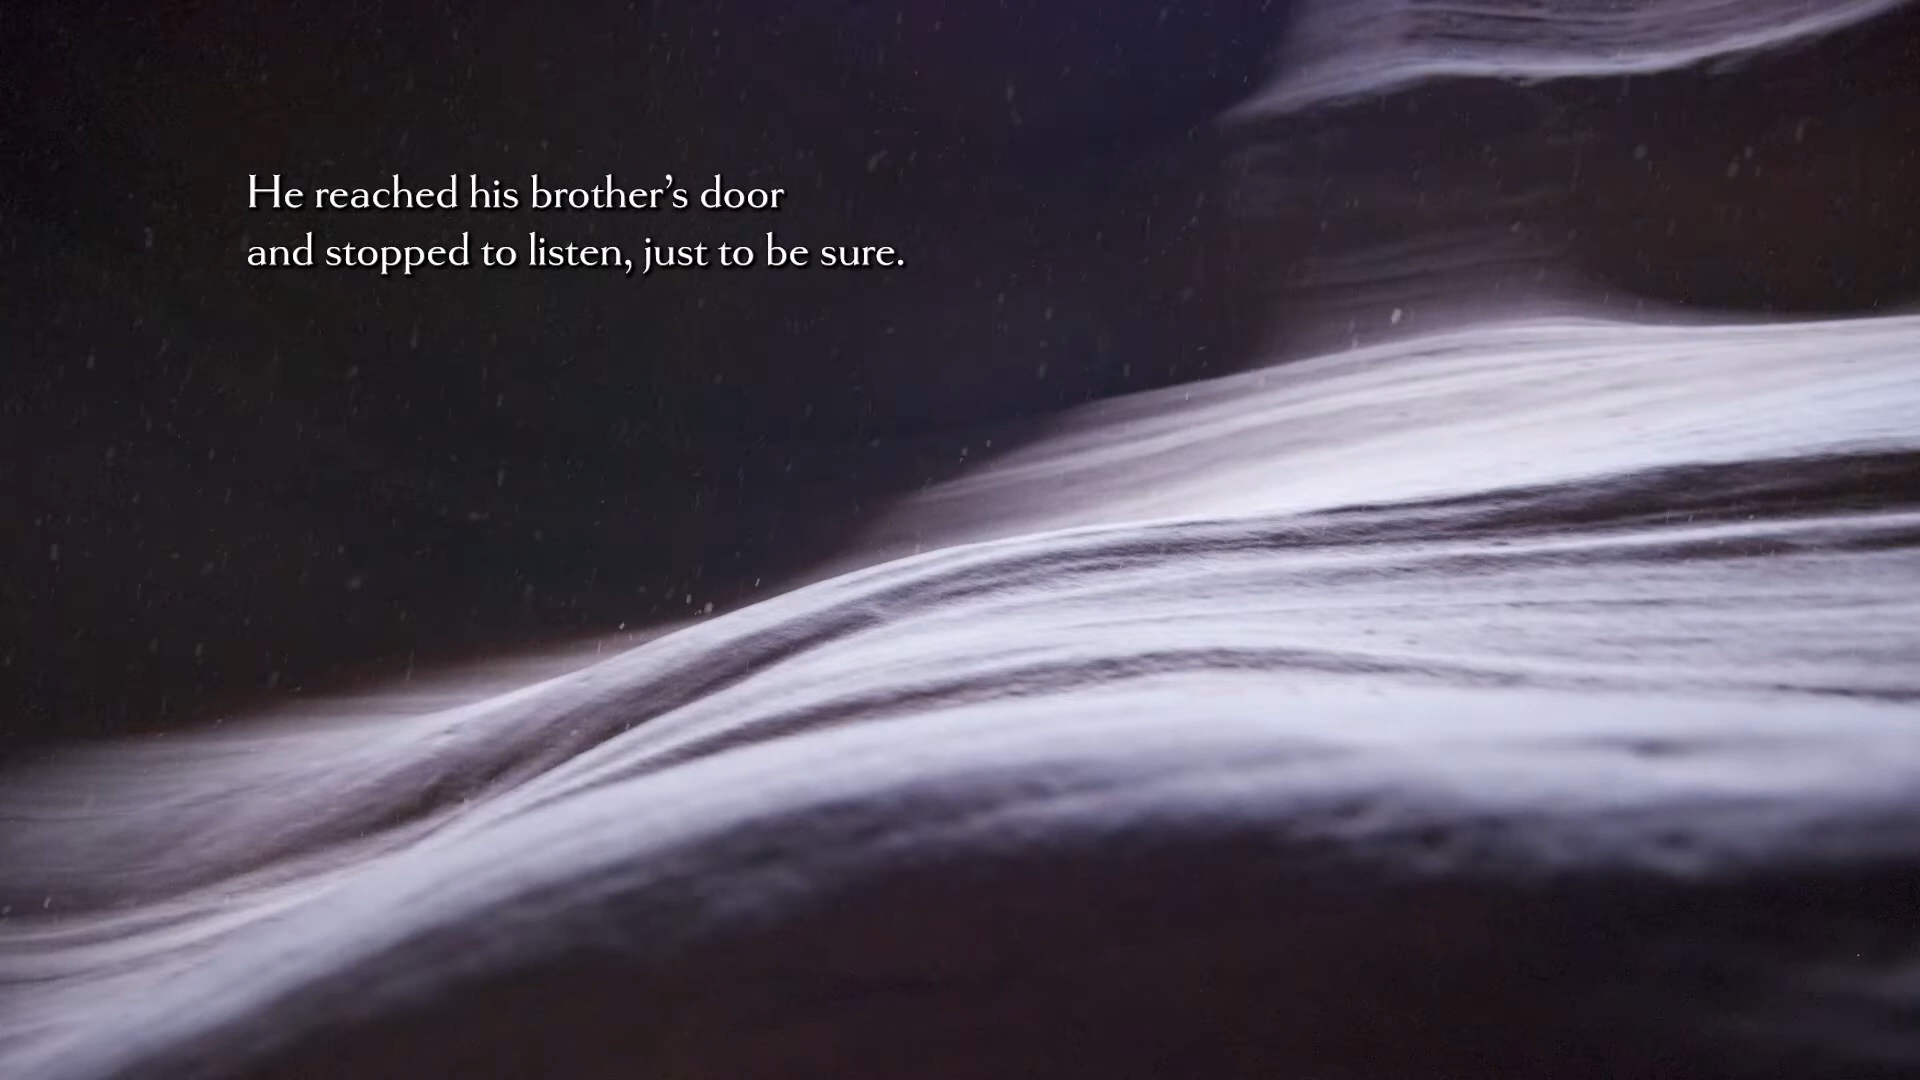 He reached his brother’s door
and stopped to listen, just to be sure.